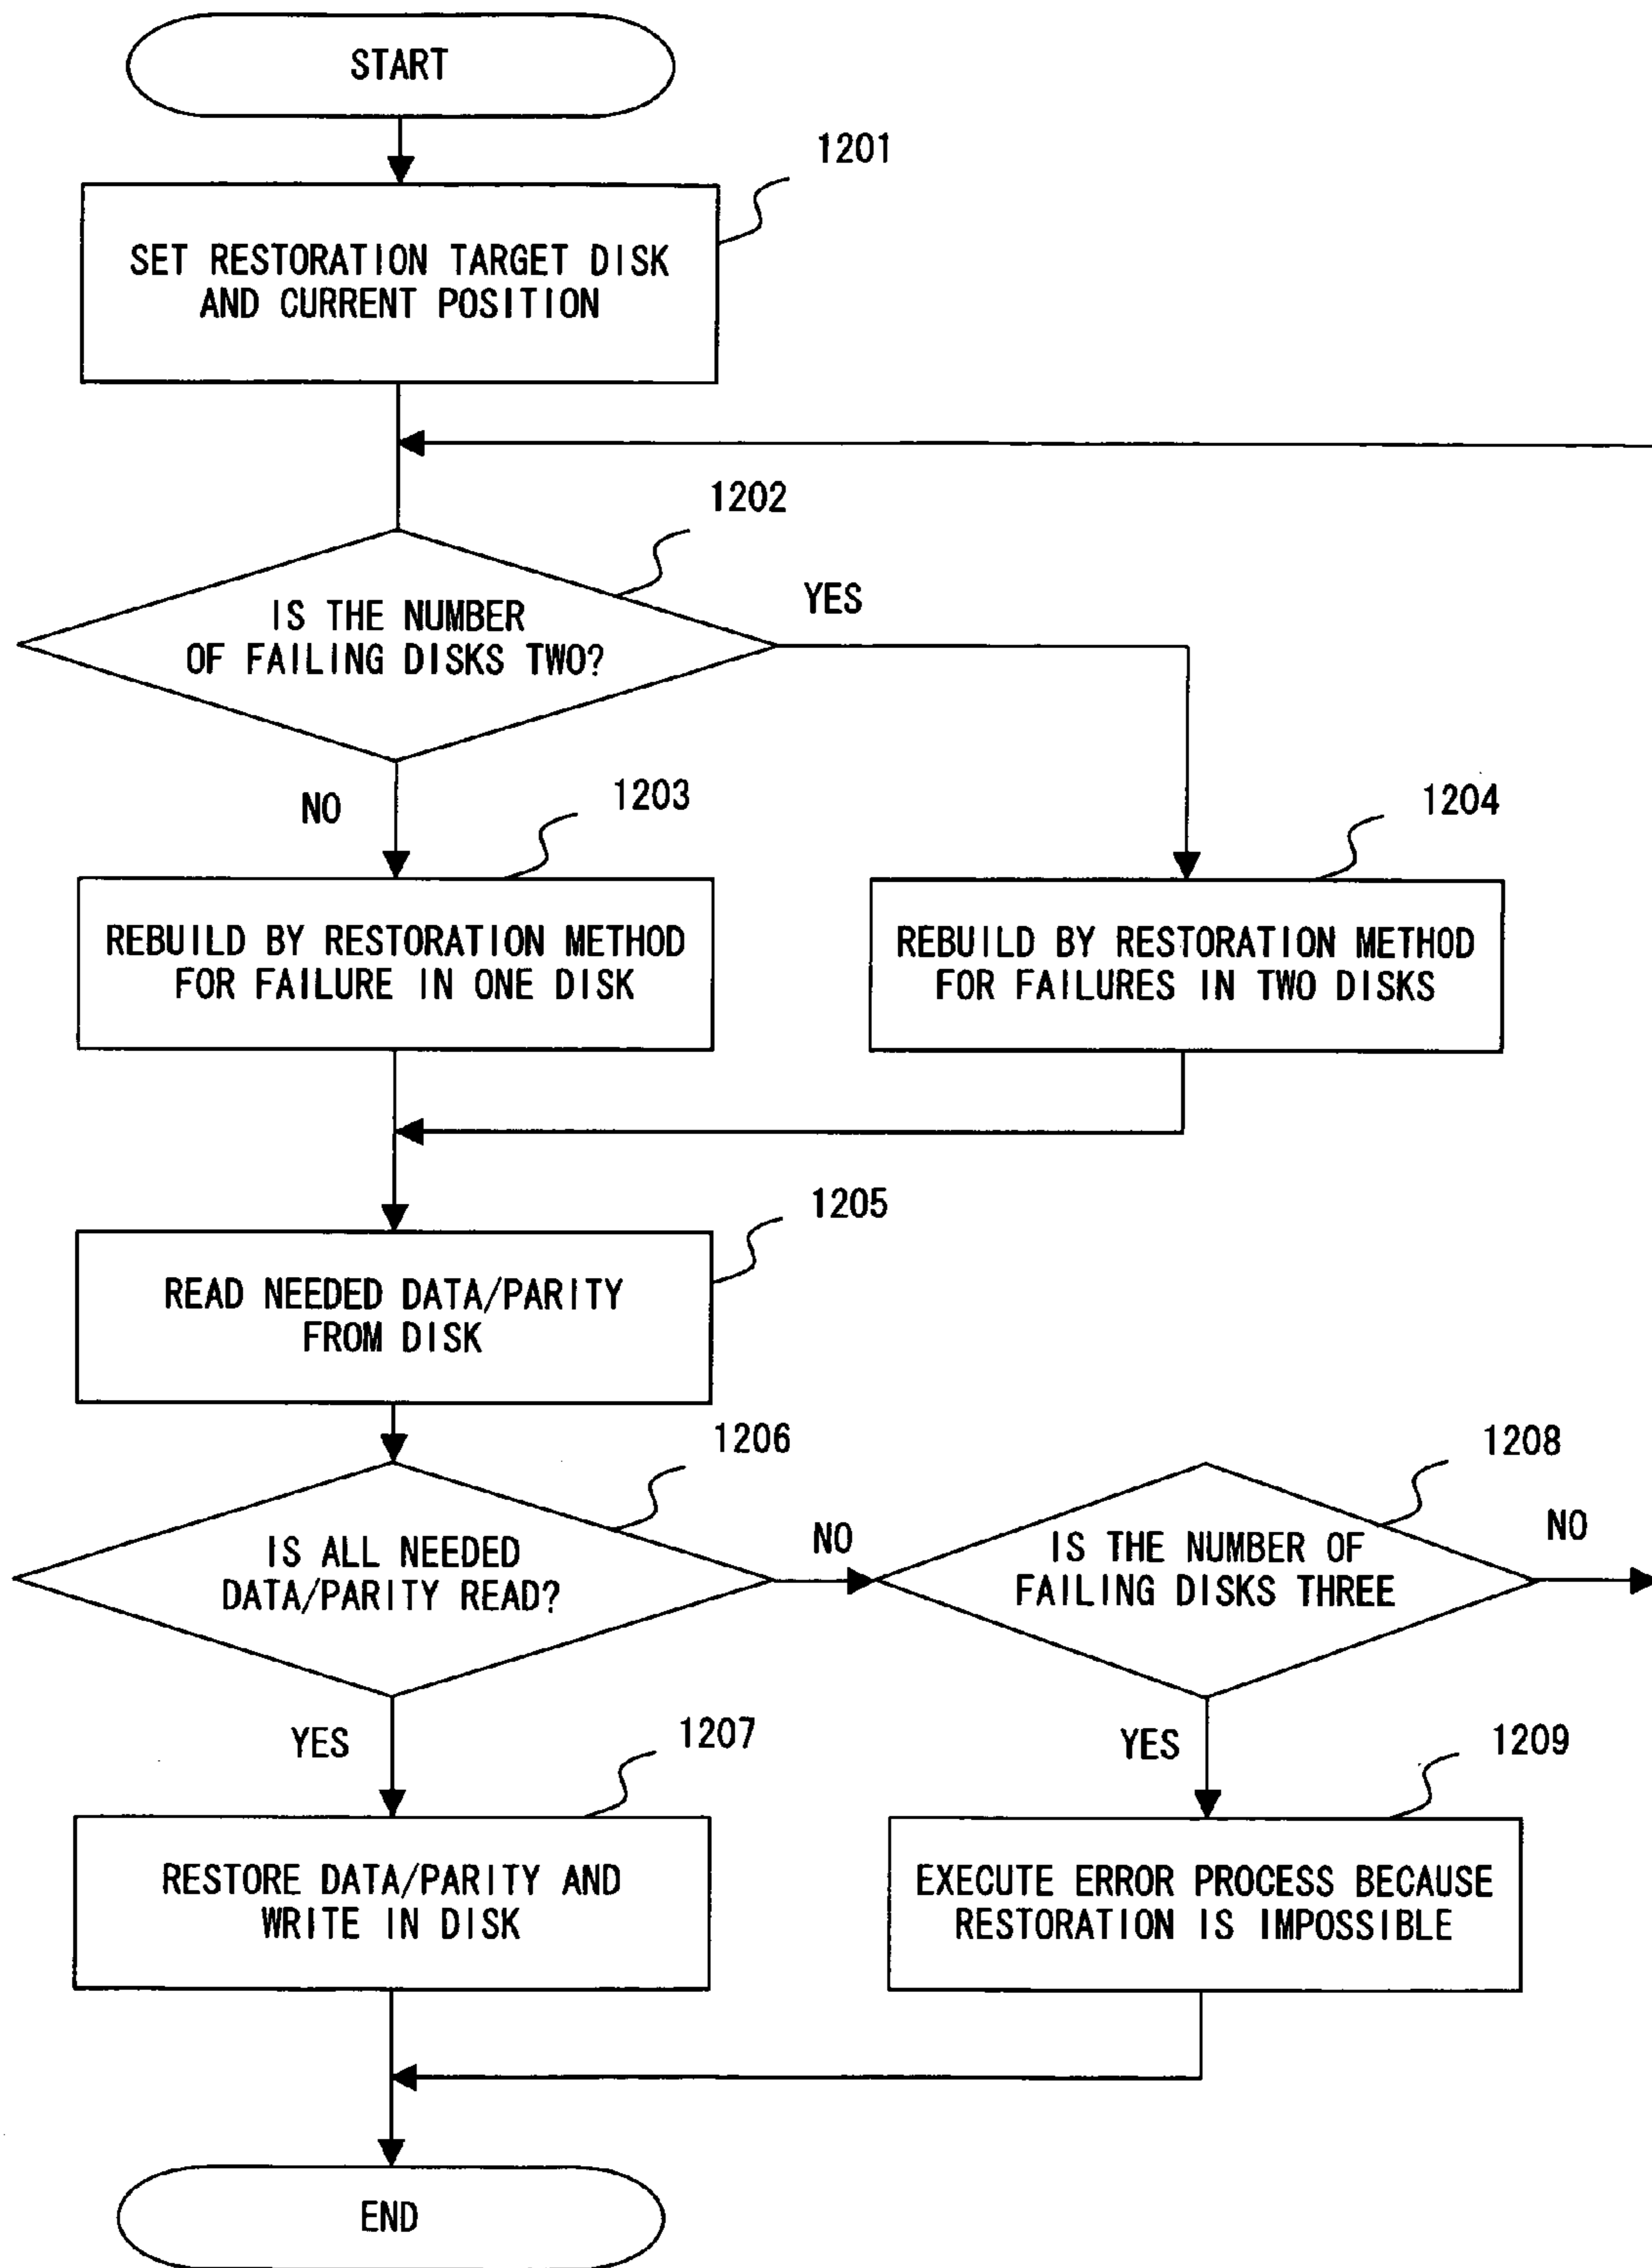 START
1201
SET RESTORATION TARGET DISK
AND CURRENT POSITION
1202
IS THE NUMBER
OF FAILING DISKS TWO?
YES
NO
1203
1204
REBUILD BY RESTORATION METHOD
FOR FAILURE IN ONE DISK
REBUILD BY RESTORATION METHOD
FOR FAILURES IN TWO DISKS
1205
READ NEEDED DATA/PARITY
FROM DISK
1206
1208
IS ALL NEEDED
DATA/PARITY READ?
NO
IS THE NUMBER OF
FAILING DISKS THREE
NO
YES
1207
YES
1209
RESTORE DATA/PARITY AND
WRITE IN DISK
EXECUTE ERROR PROCESS BECAUSE
RESTORATION IS IMPOSSIBLE
END